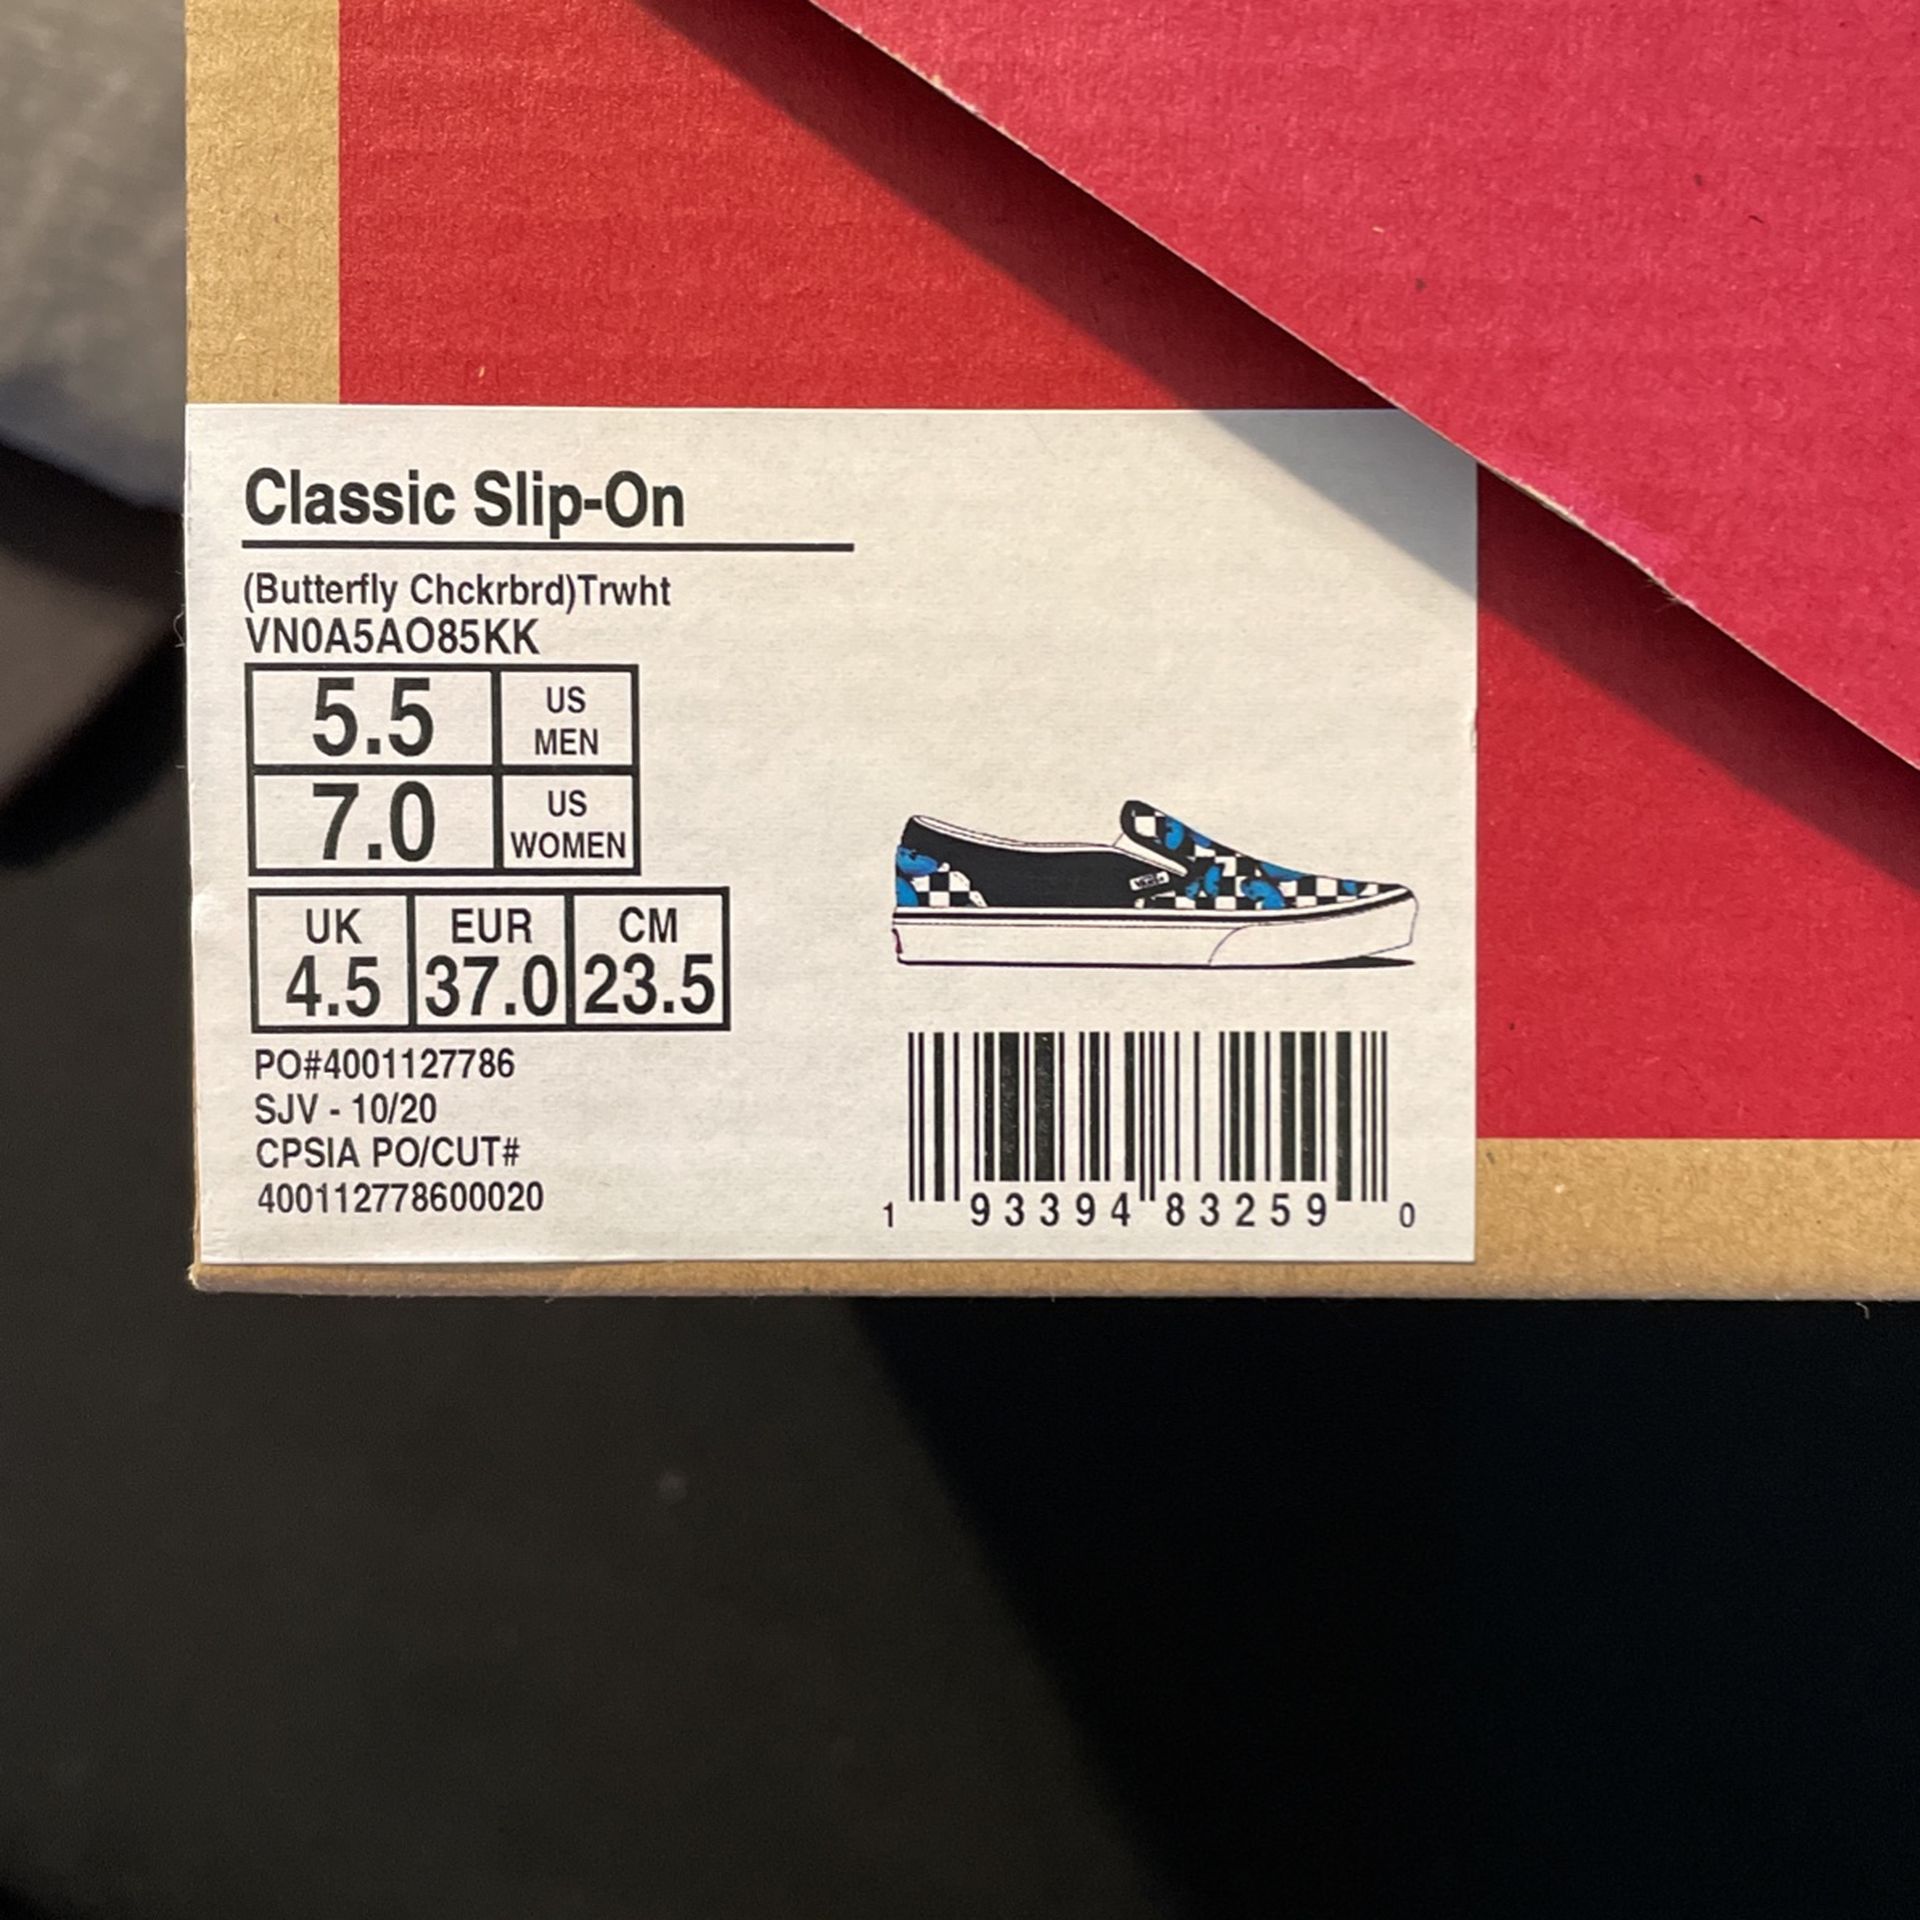 Classic Slip-On
(Butterfly Chckrbrd)Trwht
VN0A5AO85KK
5.5 US MEN
7.0 US WOMEN
UK EUR CM
4.5 37.0 23.5
PO#4001127786
SJV - 10/20
CPSIA PO/CUT#
400112778600020
1 93394 83259 0